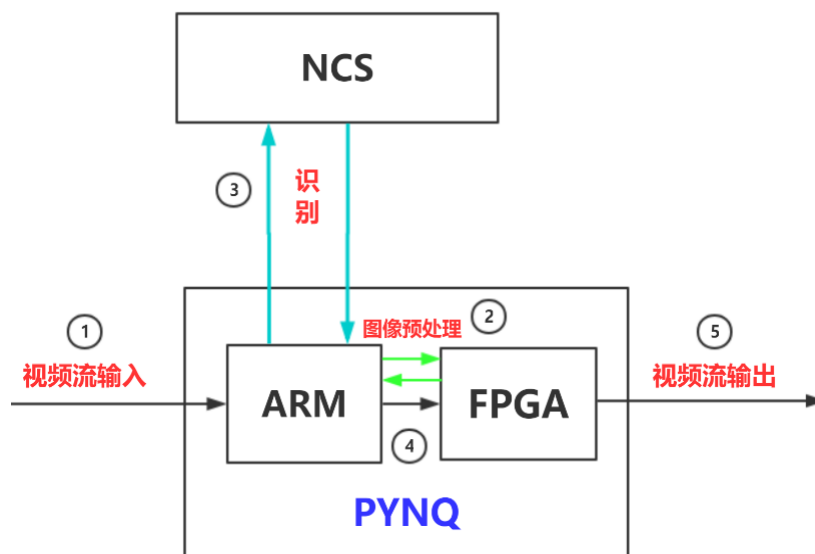 NCS
③
识
别
①
视频流输入
图像预处理
②
⑤
视频流输出
ARM
FPGA
④
PYNQ